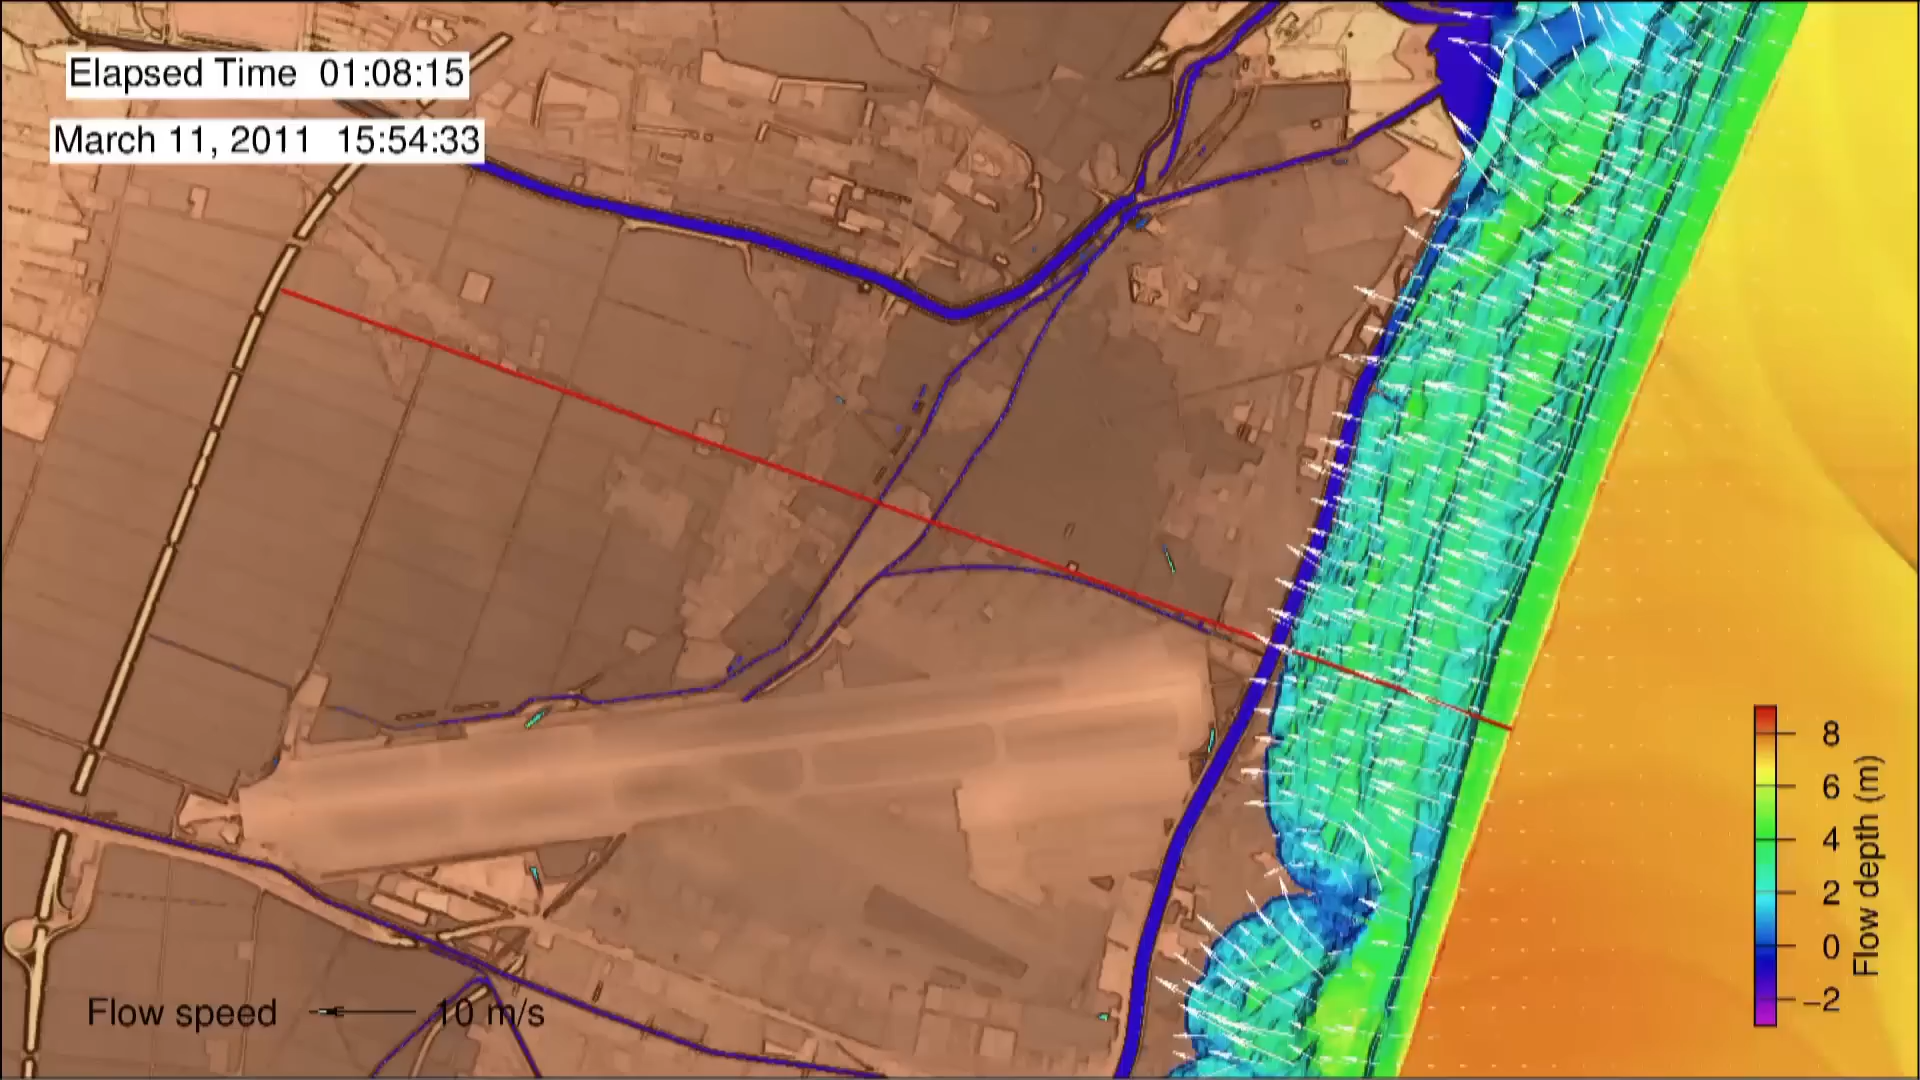 Elapsed Time 01:08:15
March 11, 2011 15:54:33
8
6
4
2
0
−2
Flow depth (m)
Flow speed 10 m/s